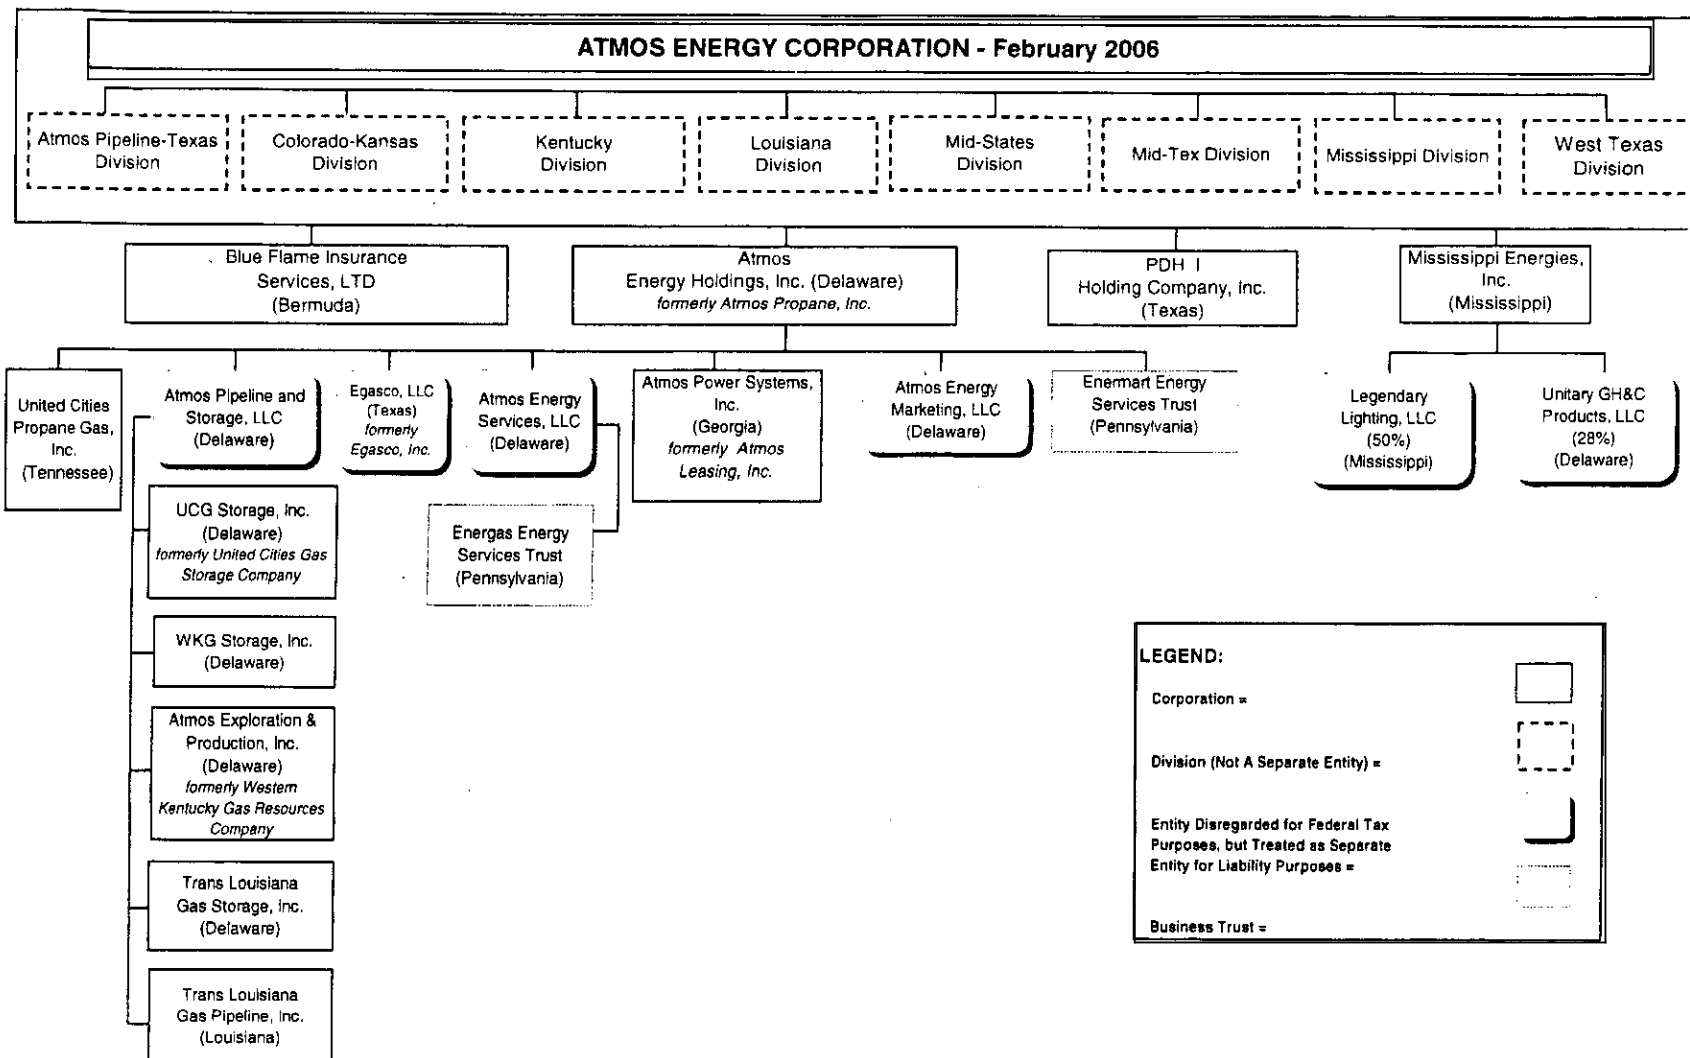 ATMOS ENERGY CORPORATION - February 2006
Atmos Pipeline-Texas
Division
Colorado-Kansas
Division
Kentucky
Division
Louisiana
Division
Mid-States
Division
Mid-Tex Division
Mississippi Division
West Texas
Division
Blue Flame Insurance
Services, LTD
(Bermuda)
Atmos
Energy Holdings, Inc. (Delaware)
formerly Atmos Propane, Inc.
PDH I
Holding Company, Inc.
(Texas)
Mississippi Energies,
Inc.
(Mississippi)
United Cities
Propane Gas,
Inc.
(Tennessee)
Atmos Pipeline and
Storage, LLC
(Delaware)
Egasco, LLC
(Texas)
formerly
Egasco, Inc.
Atmos Energy
Services, LLC
(Delaware)
Atmos Power Systems,
Inc.
(Georgia)
formerly Atmos
Leasing, Inc.
Atmos Energy
Marketing, LLC
(Delaware)
Enermart Energy
Services Trust
(Pennsylvania)
Legendary
Lighting, LLC
(50%)
(Mississippi)
Unitary GH&C
Products, LLC
(28%)
(Delaware)
UCG Storage, Inc.
(Delaware)
formerly United Cities Gas
Storage Company
Energas Energy
Services Trust
(Pennsylvania)
WKG Storage, Inc.
(Delaware)
Atmos Exploration &
Production, Inc.
(Delaware)
formerly Western
Kentucky Gas Resources
Company
Trans Louisiana
Gas Storage, Inc.
(Delaware)
Trans Louisiana
Gas Pipeline, Inc.
(Louisiana)
LEGEND:
Corporation =
Division (Not A Separate Entity) =
Entity Disregarded for Federal Tax
Purposes, but Treated as Separate
Entity for Liability Purposes =
Business Trust =